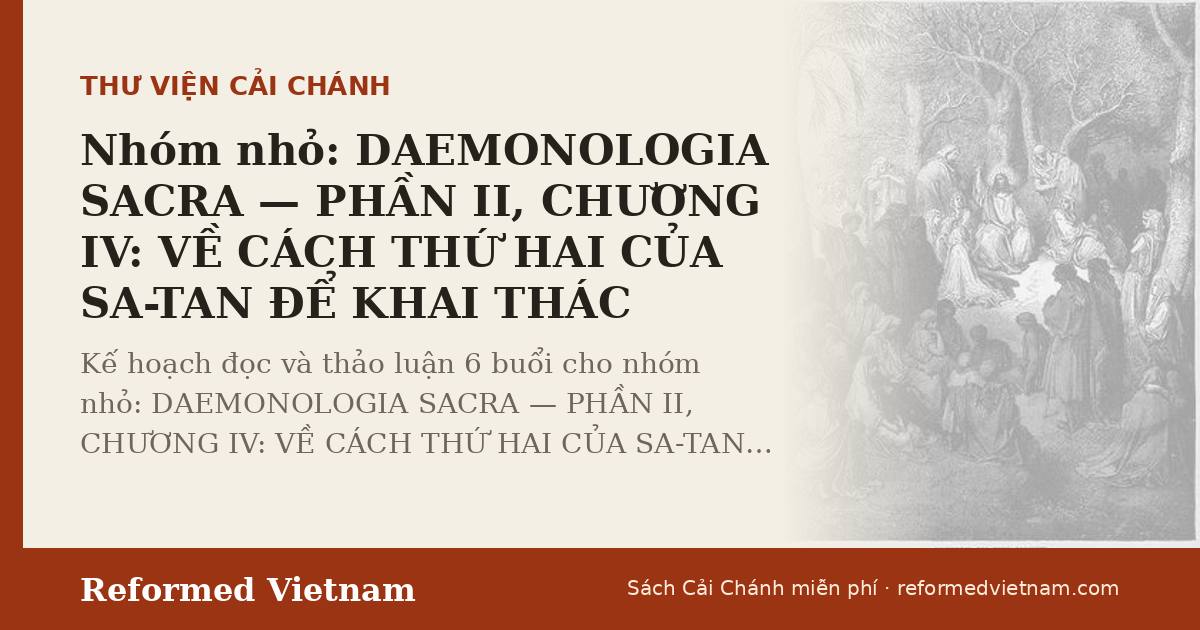 THƯ VIỆN CẢI CHÁNH
Nhóm nhỏ: DAEMONOLOGIA
SACRA — PHẦN II, CHƯƠNG
IV: VỀ CÁCH THỨ HAI CỦA
SA-TAN ĐỂ KHAI THÁC
Kế hoạch đọc và thảo luận 6 buổi cho nhóm
nhỏ: DAEMONOLOGIA SACRA — PHẦN II,
CHƯƠNG IV: VỀ CÁCH THỨ HAI CỦA SA-TAN...
Reformed Vietnam
Sách Cải Chánh miễn phí · reformedvietnam.com